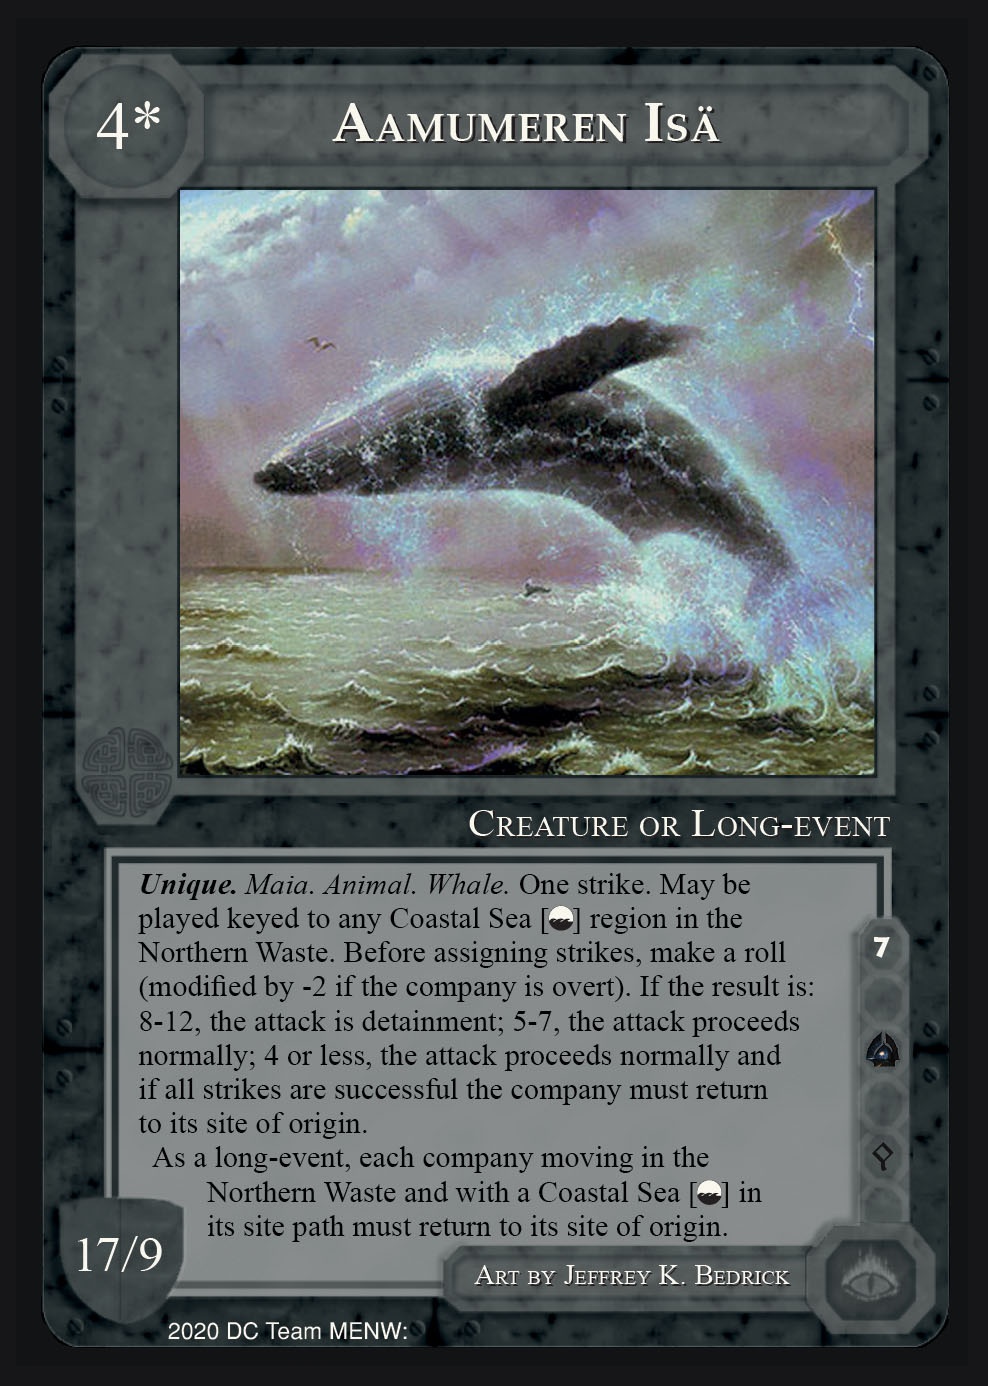 4*
Aamumeren Isä
Creature or Long-event
Unique. Maia. Animal. Whale. One strike. May be
played keyed to any Coastal Sea [] region in the
Northern Waste. Before assigning strikes, make a roll
(modified by -2 if the company is overt). If the result is:
8-12, the attack is detainment; 5-7, the attack proceeds
normally; 4 or less, the attack proceeds normally and
if all strikes are successful the company must return
to its site of origin.
As a long-event, each company moving in the
Northern Waste and with a Coastal Sea [] in
its site path must return to its site of origin.
7
17/9
Art by Jeffrey K. Bedrick
2020 DC Team MENW: